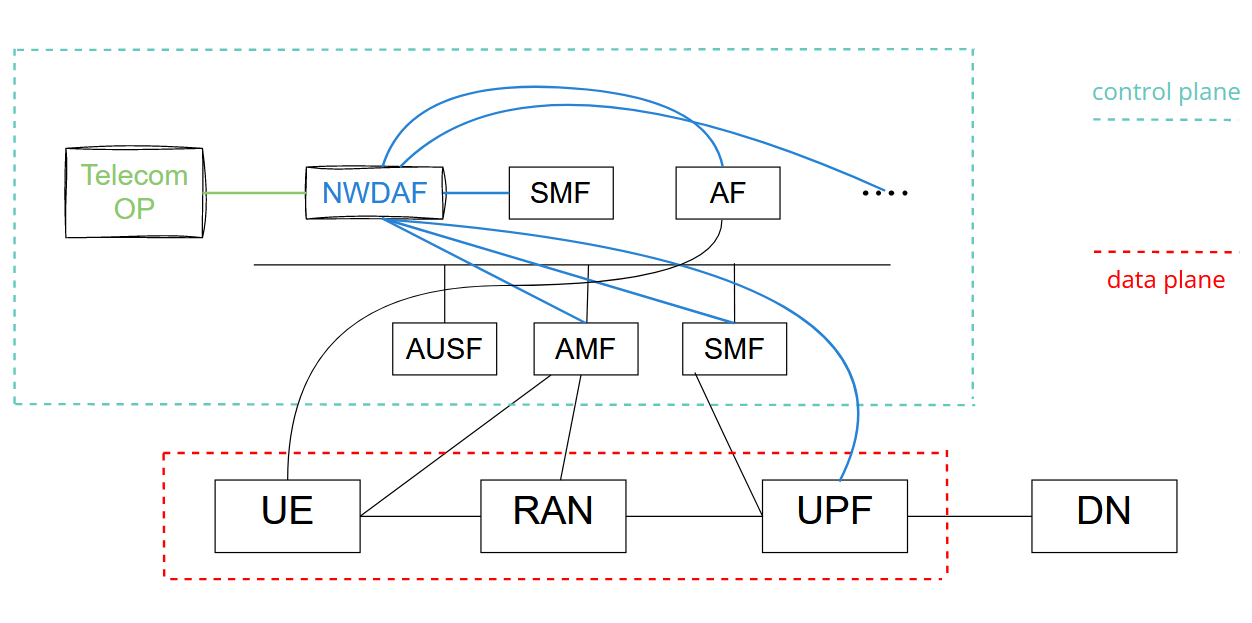 control plane
Telecom
OP
NWDAF
SMF
AF
....
data plane
AUSF
AMF
SMF
UE
RAN
UPF
DN